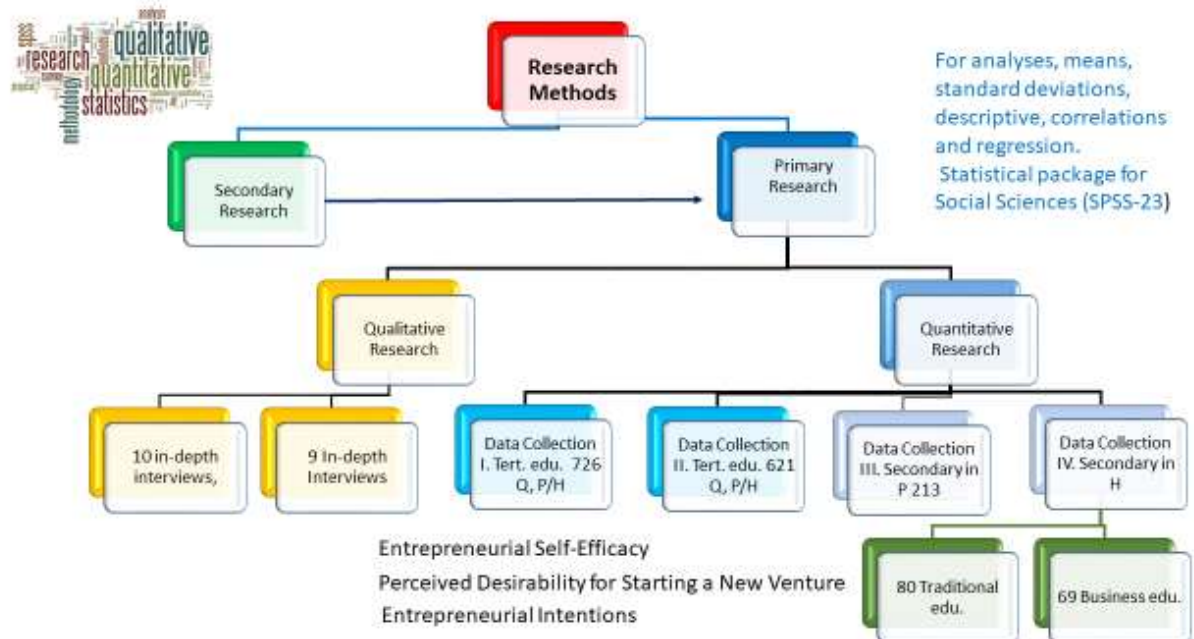 analysis
qualitative
spss
research
quantitative
statistics
methodology
Research
Methods
For analyses, means,
standard deviations,
descriptive, correlations
and regression.
Statistical package for
Social Sciences (SPSS-23)
Secondary
Research
Primary
Research
Qualitative
Research
Quantitative
Research
10 in-depth
interviews,
9 In-depth
Interviews
Data Collection
I. Tert. edu. 726
Q, P/H
Data Collection
II. Tert. edu. 621
Q, P/H
Data Collection
III. Secondary in
P 213
Data Collection
IV. Secondary in
H
Entrepreneurial Self-Efficacy
Perceived Desirability for Starting a New Venture
Entrepreneurial Intentions
80 Traditional
edu.
69 Business edu.